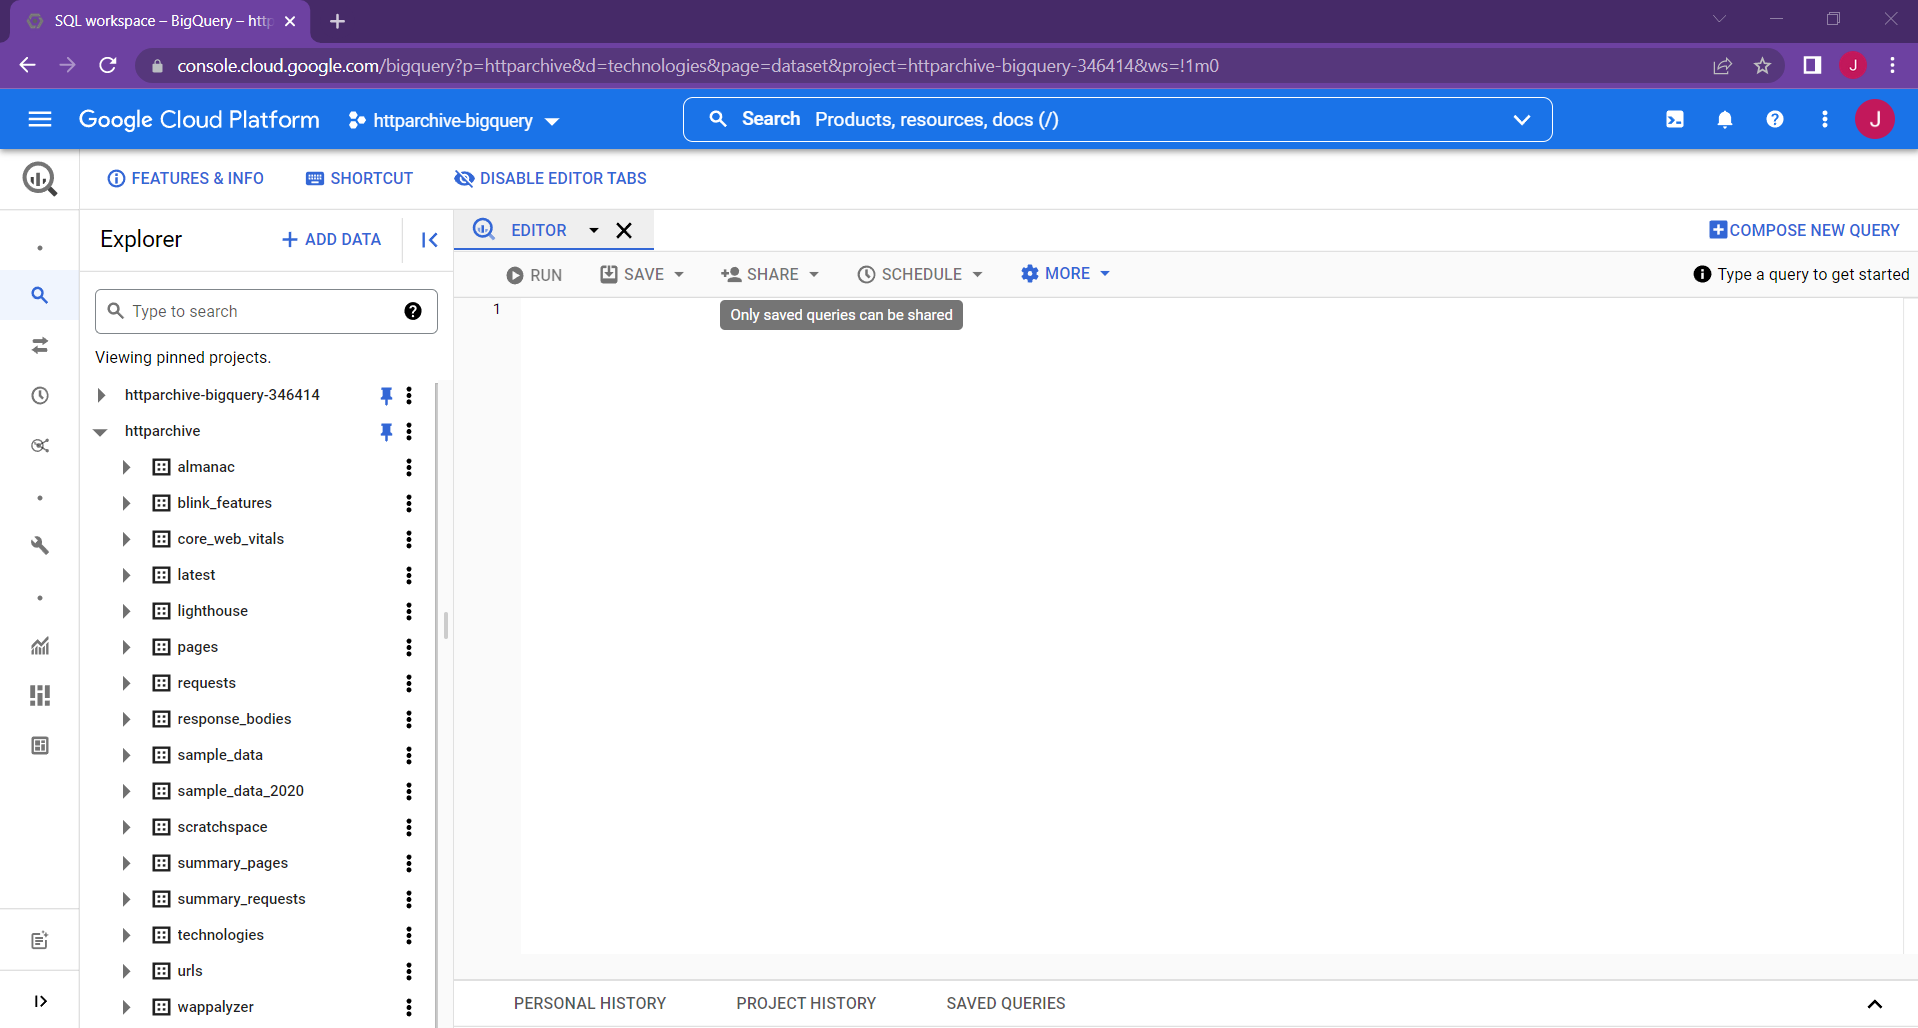 SQL workspace – BigQuery – http
console.cloud.google.com/bigquery?p=httparchive&d=technologies&page=dataset&project=httparchive-bigquery-346414&ws=!1m0
J
Google Cloud Platform
httparchive-bigquery
Search Products, resources, docs (/)
J
FEATURES & INFO
SHORTCUT
DISABLE EDITOR TABS
Explorer
ADD DATA
EDITOR
COMPOSE NEW QUERY
RUN
SAVE
SHARE
SCHEDULE
MORE
Type a query to get started
Type to search
1
Only saved queries can be shared
Viewing pinned projects.
httparchive-bigquery-346414
httparchive
almanac
blink_features
core_web_vitals
latest
lighthouse
pages
requests
response_bodies
sample_data
sample_data_2020
scratchspace
summary_pages
summary_requests
technologies
urls
wappalyzer
PERSONAL HISTORY
PROJECT HISTORY
SAVED QUERIES